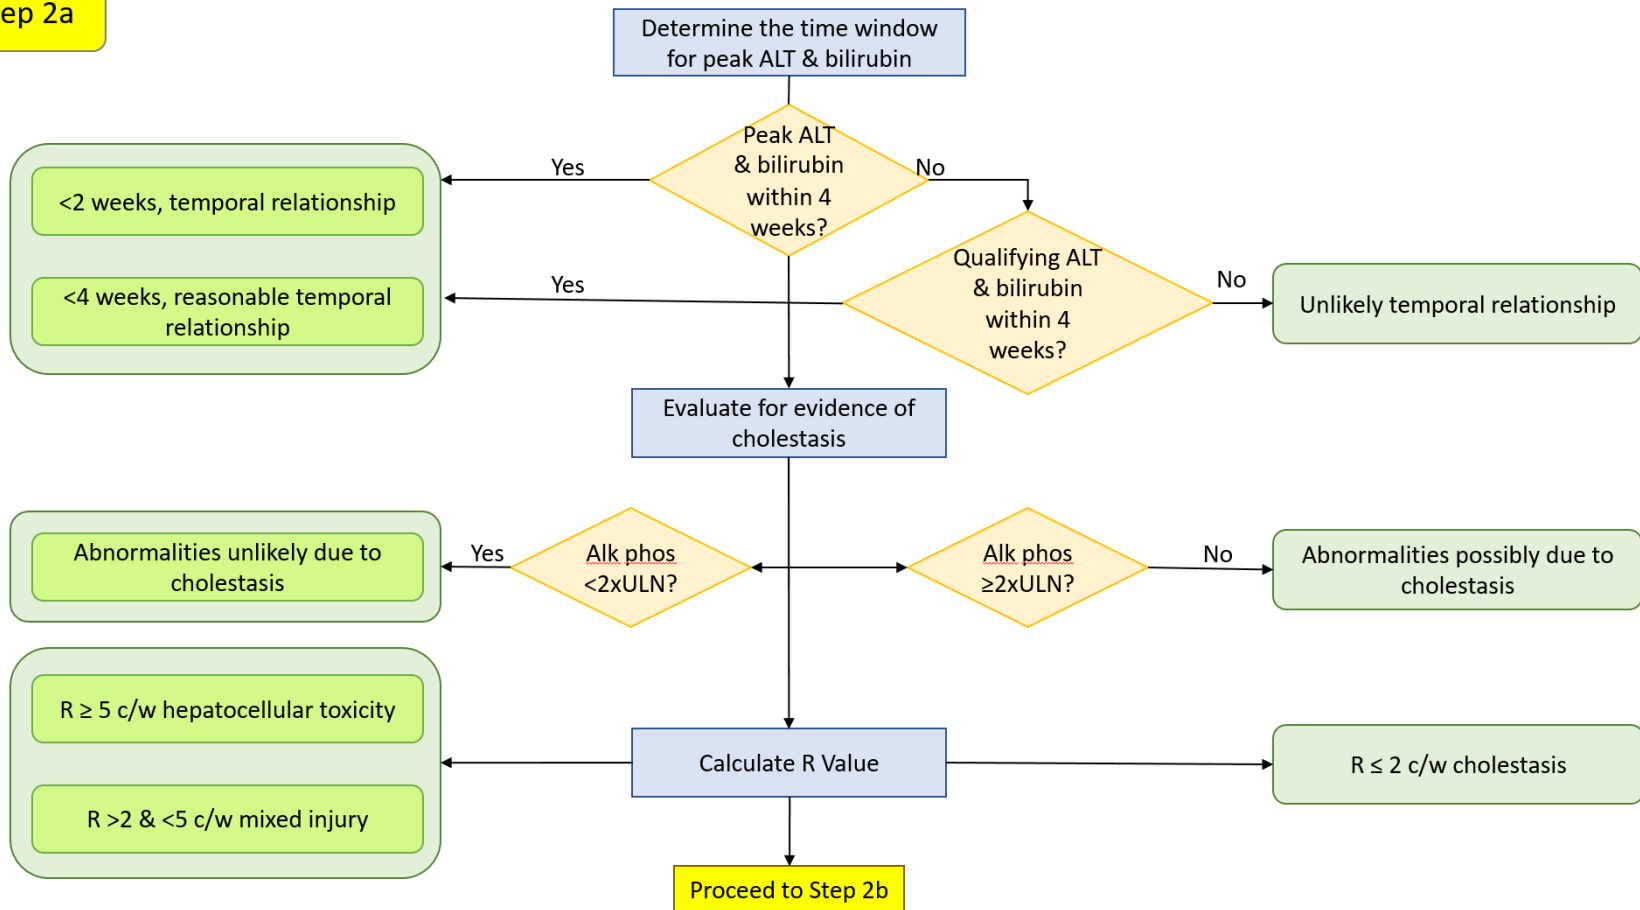 ep 2a
Determine the time window
for peak ALT & bilirubin
Peak ALT
& bilirubin
within 4
weeks?
Yes
No
<2 weeks, temporal relationship
<4 weeks, reasonable temporal
relationship
Yes
Qualifying ALT
& bilirubin
within 4
weeks?
No
Unlikely temporal relationship
Evaluate for evidence of
cholestasis
Abnormalities unlikely due to
cholestasis
Yes
Alk phos
<2xULN?
Alk phos
≥2xULN?
No
Abnormalities possibly due to
cholestasis
R ≥ 5 c/w hepatocellular toxicity
R >2 & <5 c/w mixed injury
Calculate R Value
R ≤ 2 c/w cholestasis
Proceed to Step 2b